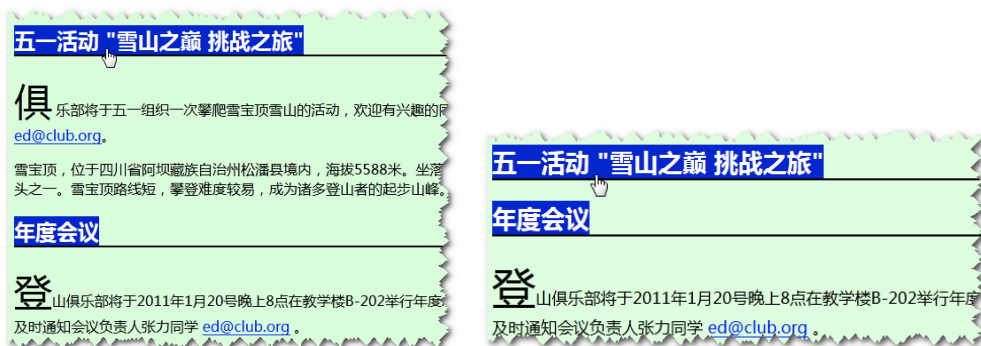 五一活动 "雪山之巅 挑战之旅"
俱乐部将于五一组织一次攀爬雪宝顶雪山的活动，欢迎有兴趣的
ed@club.org。
雪宝顶，位于四川省阿坝藏族自治州松潘县境内，海拔5588米。坐落
头之一。雪宝顶路线短，攀登难度较易，成为诸多登山者的起步山峰。
年度会议
登山俱乐部将于2011年1月20号晚上8点在教学楼B-202举行年度
及时通知会议负责人张力同学 ed@club.org 。
五一活动 "雪山之巅 挑战之旅"
年度会议
登山俱乐部将于2011年1月20号晚上8点在教学楼B-202举行年度
及时通知会议负责人张力同学 ed@club.org 。